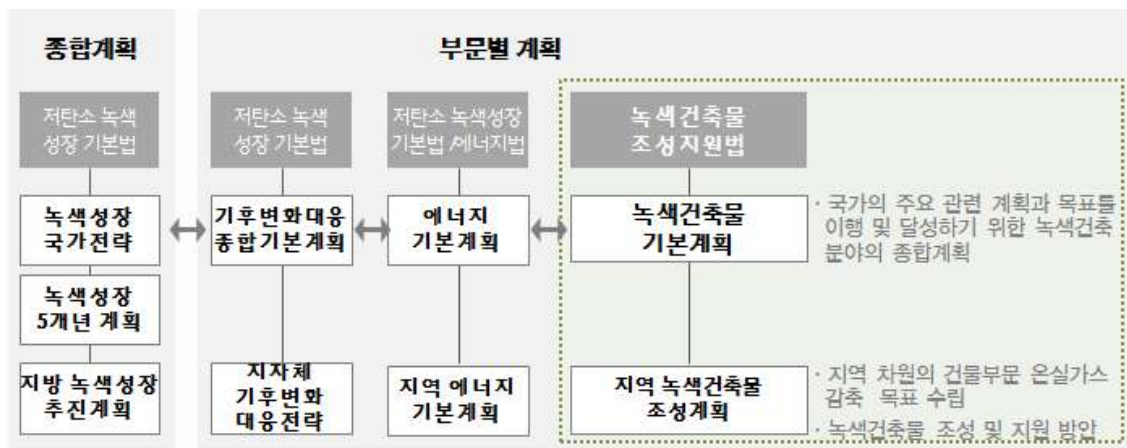 종합계획
부문별 계획
저탄소 녹색
성장 기본법
저탄소 녹색
성장 기본법
저탄소 녹색성장
기본법 /에너지법
녹색건축물
조성지원법
녹색성장
국가전략
기후변화대응
종합기본계획
에너지
기본계획
녹색건축물
기본계획
· 국가의 주요 관련 계획과 목표를
이행 및 달성하기 위한 녹색건축
분야의 종합계획
녹색성장
5개년 계획
지방 녹색성장
추진계획
지자체
기후변화
대응전략
지역 에너지
기본계획
지역 녹색건축물
조성계획
· 지역 차원의 건물부문 온실가스
감축 목표 수립
· 녹색건축물 조성 및 지원 방안